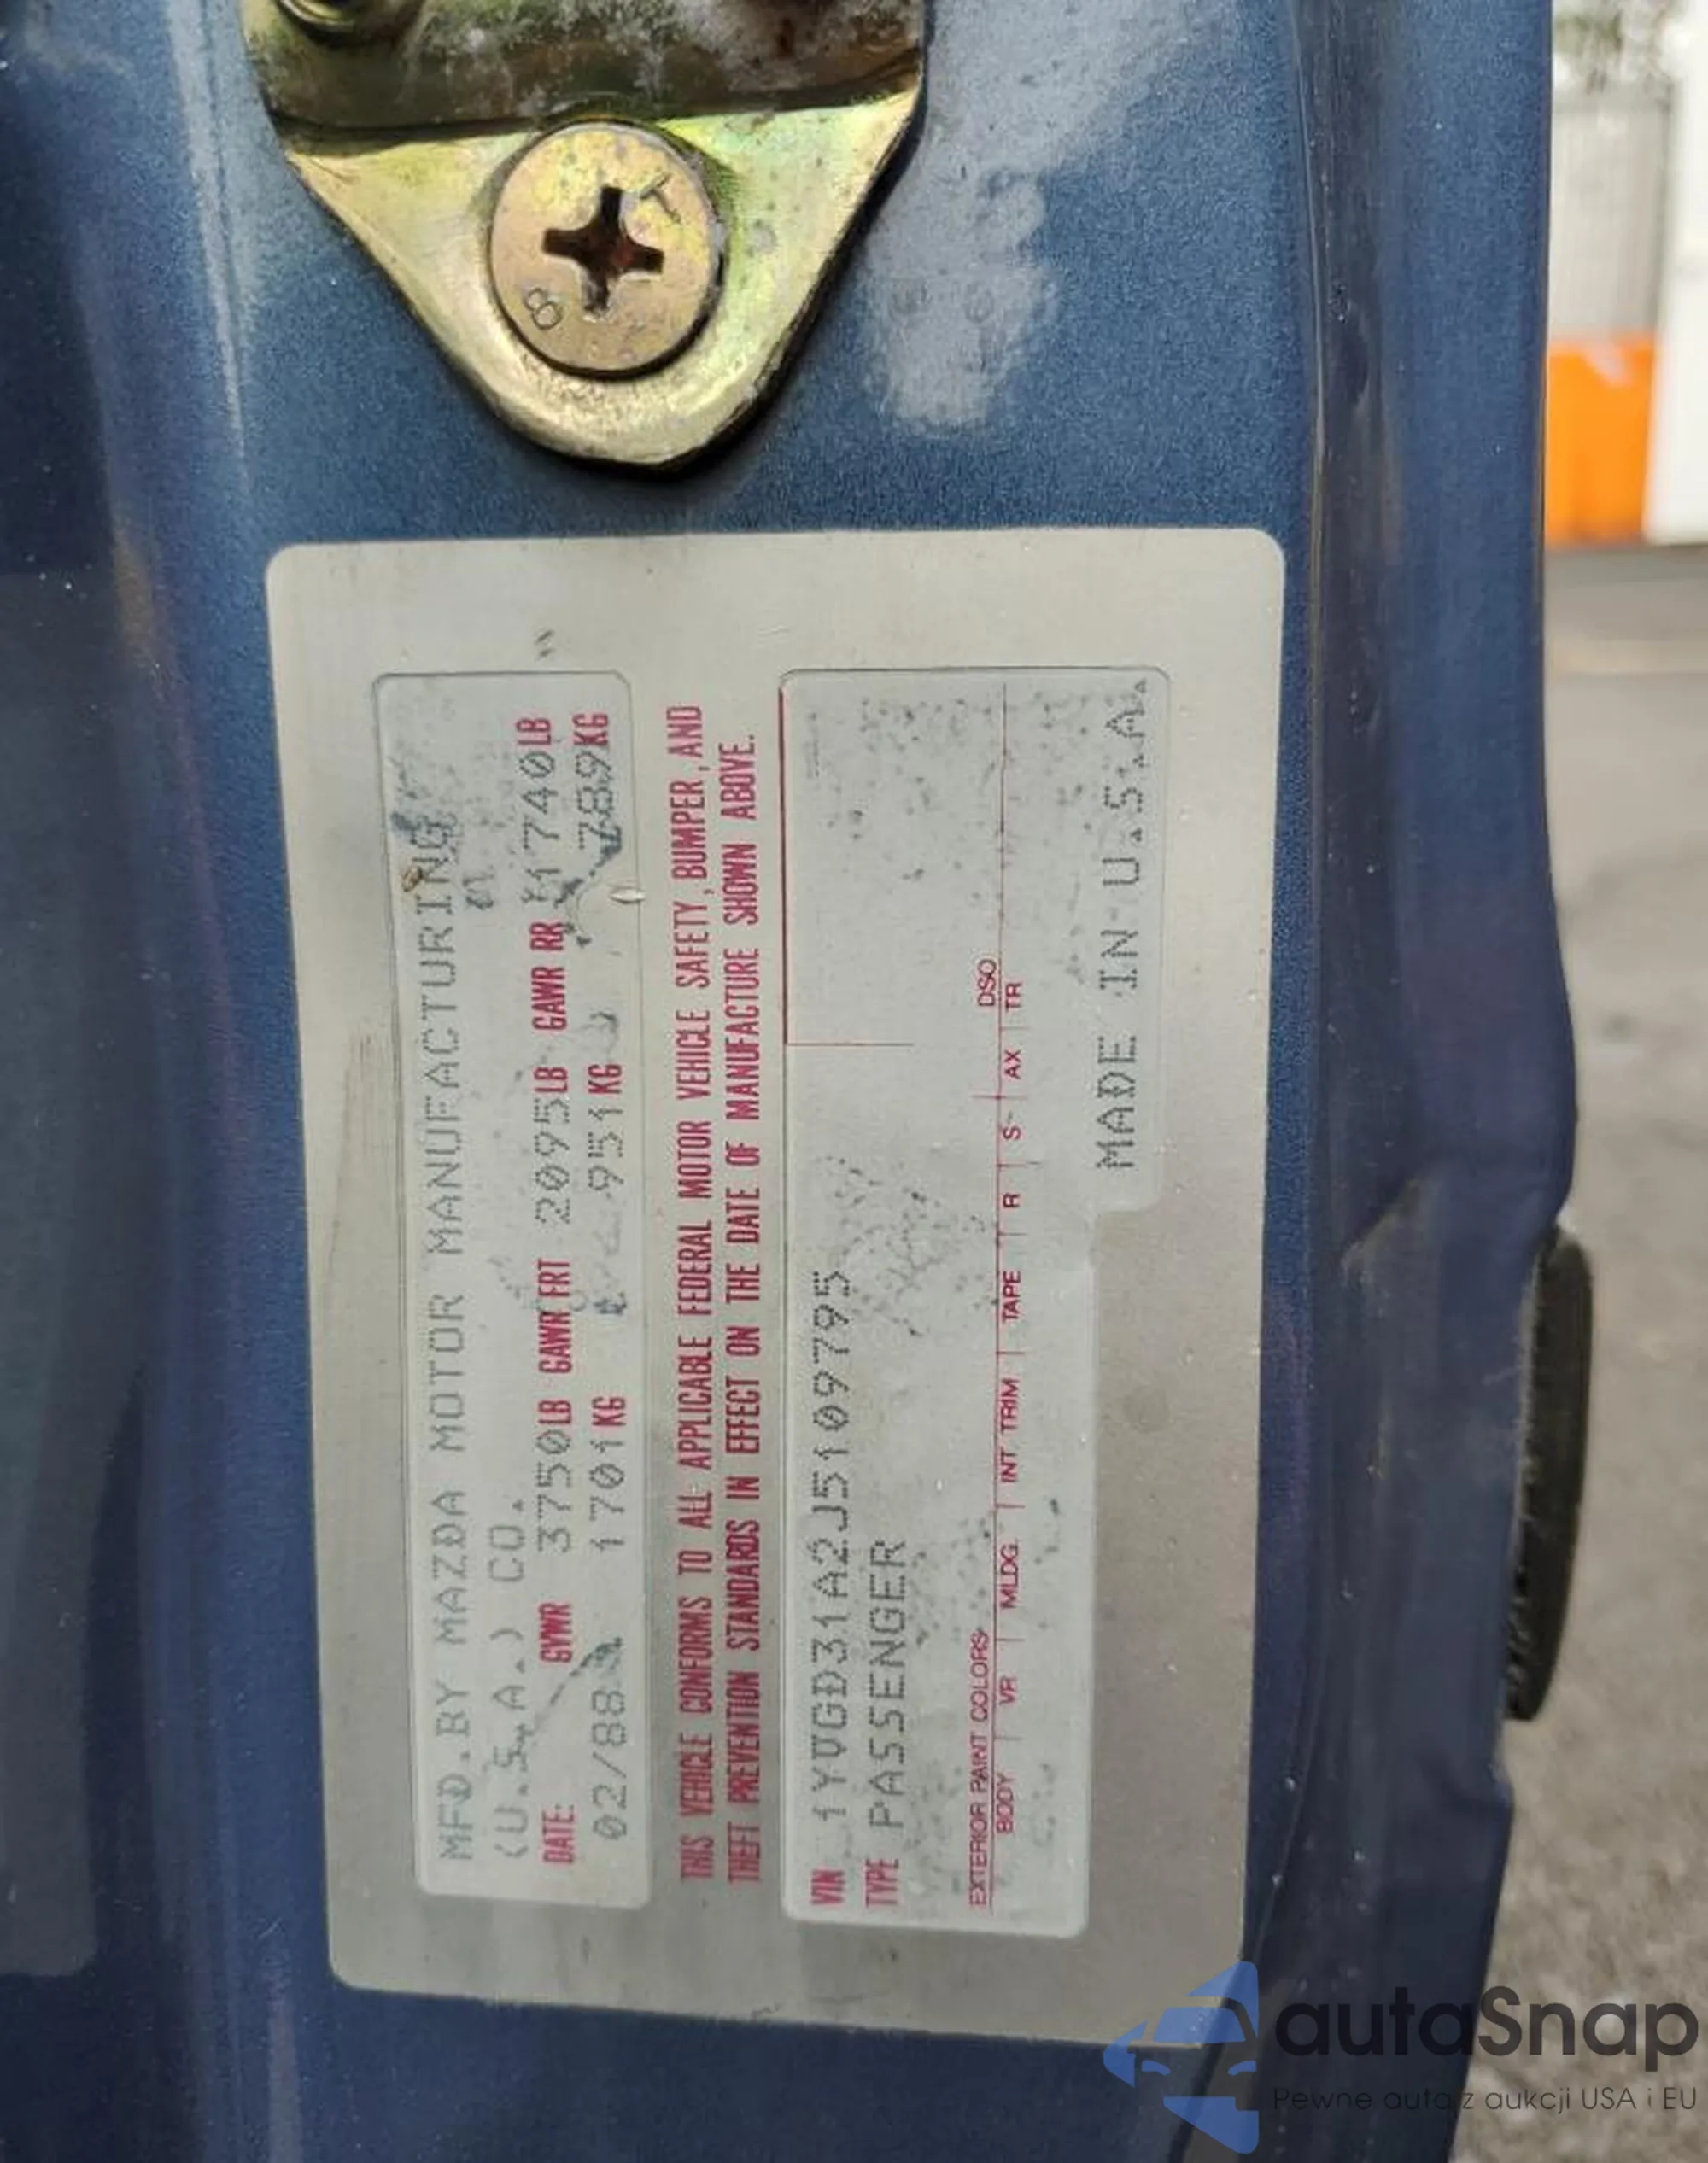 MFD.BY MAZDA MOTOR MANUFACTURING
(U.S.A.) CO.
DATE: GVWR 3750LB GAWR FRT 2095LB GAWR RR 1740LB
02/88 1701KG 951KG 789KG
THIS VEHICLE CONFORMS TO ALL APPLICABLE FEDERAL MOTOR VEHICLE SAFETY, BUMPER, AND
THEFT PREVENTION STANDARDS IN EFFECT ON THE DATE OF MANUFACTURE SHOWN ABOVE.
VIN 1YVGD31A2J5109795
TYPE PASSENGER
EXTERIOR PAINT COLORS DSO
BODY VR MLDG INT TRIM TAPE R S AX TR
MADE IN U.S.A.
8
autaSnap
Pewne auta z aukcji USA i EU